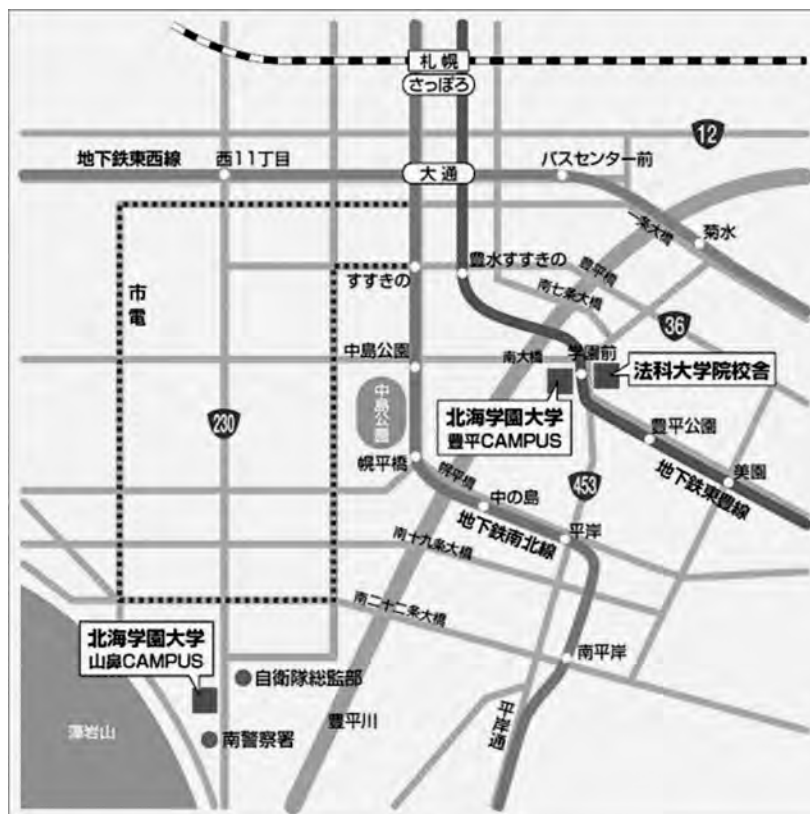 札幌
さっぽろ
12
地下鉄東西線
西11丁目
大通
バスセンター前
一条大橋
菊水
市電
すすきの
豊水すすきの
豊平橋
南七条大橋
36
中島公園
南大橋
学園前
法科大学院校舎
中島公園
230
北海学園大学
豊平CAMPUS
豊平公園
幌平橋
幌平橋
美園
地下鉄東豊線
453
中の島
地下鉄南北線
平岸
南十九条大橋
南二十二条大橋
北海学園大学
山鼻CAMPUS
自衛隊総監部
南平岸
豊平川
平岸通
南警察署
藻岩山